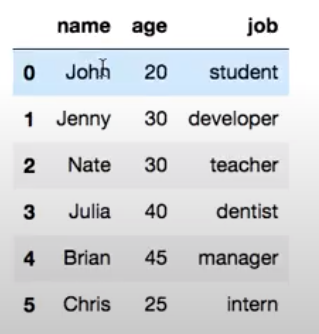 name age job
0 John 20 student
1 Jenny 30 developer
2 Nate 30 teacher
3 Julia 40 dentist
4 Brian 45 manager
5 Chris 25 intern